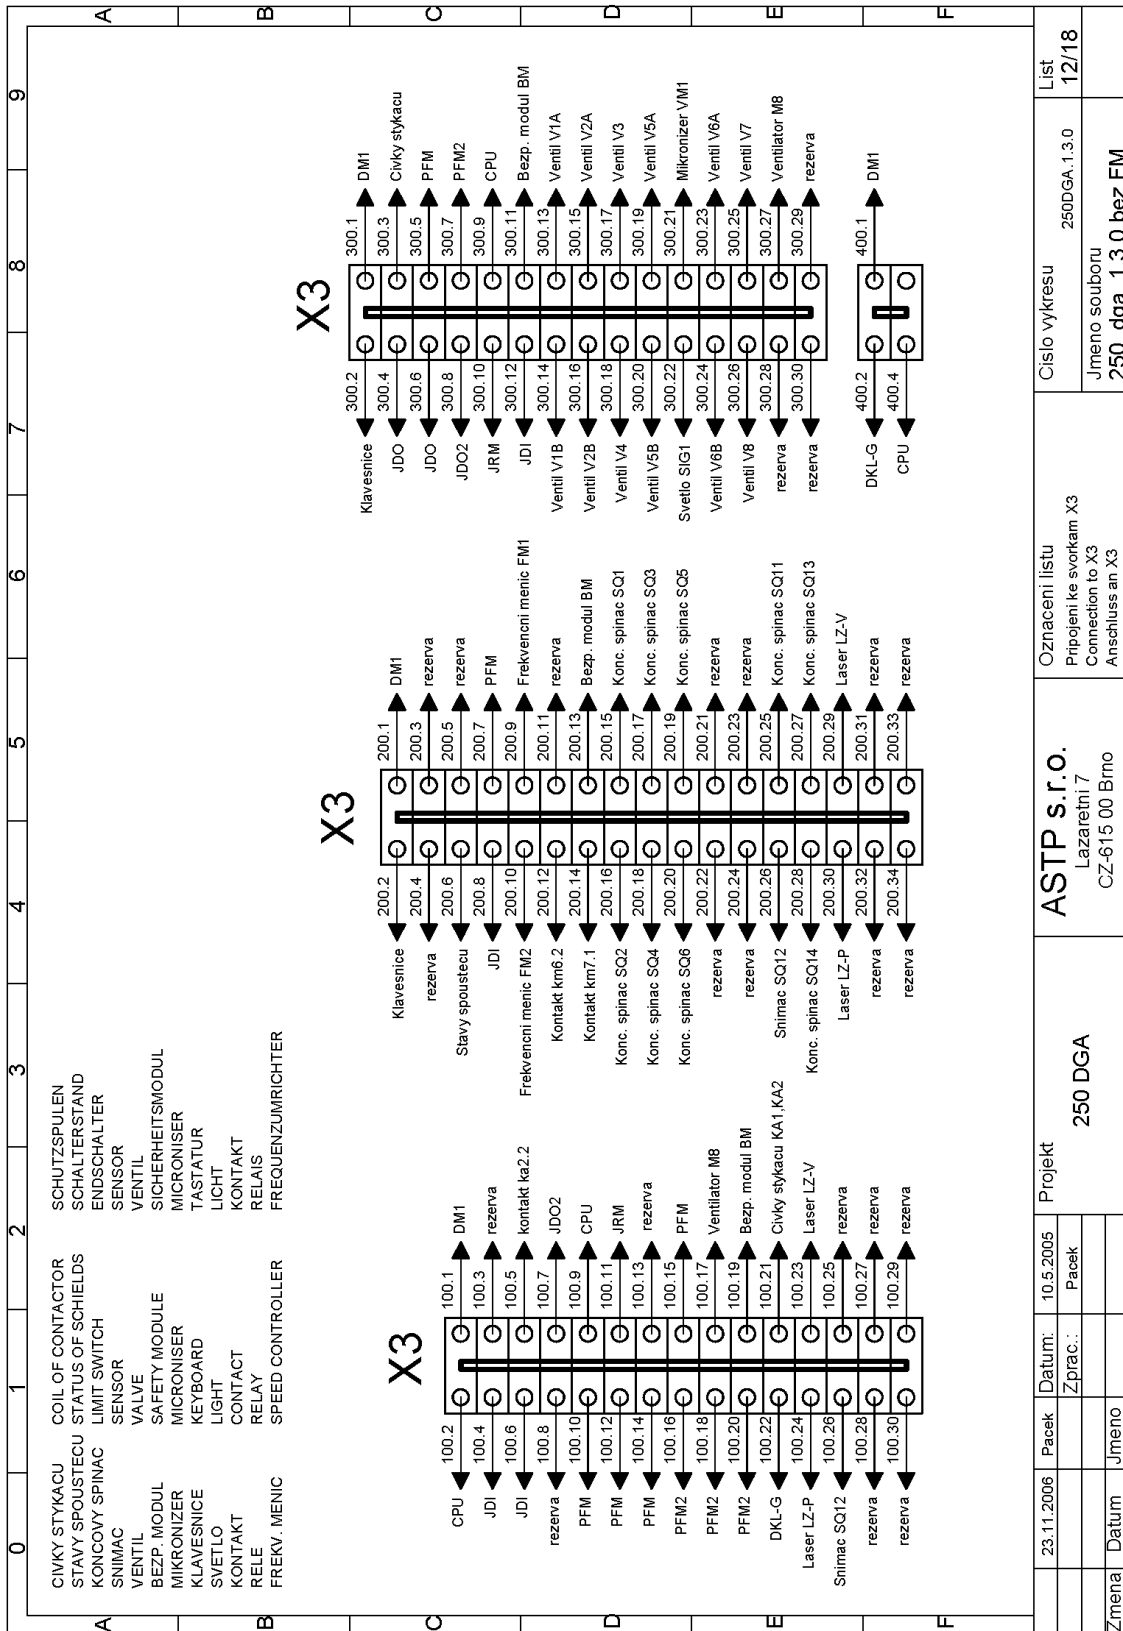 0 1 2 3 4 5 6 7 8 9
A B C D E F
A B C D E F
CIVKY STYKACU COIL OF CONTACTOR SCHUTZSPULEN
STAVY SPOUSTECU STATUS OF SCHIELDS SCHALTERSTAND
KONCOVY SPINAC LIMIT SWITCH ENDSCHALTER
SNIMAC SENSOR SENSOR
VENTIL VALVE VENTIL
BEZP. MODUL SAFETY MODULE SICHERHEITSMODUL
MIKRONIZER MICRONISER MICRONISER
KLAVESNICE KEYBOARD TASTATUR
SVETLO LIGHT LICHT
KONTAKT CONTACT KONTAKT
RELE RELAY RELAIS
FREKV. MENIC SPEED CONTROLLER FREQUENZUMRICHTER
X3
CPU 100.2 100.1 DM1
JDI 100.4 100.3 rezerva
JDI 100.6 100.5 kontakt ka2.2
rezerva 100.8 100.7 JDO2
PFM 100.10 100.9 CPU
PFM 100.12 100.11 JRM
PFM 100.14 100.13 rezerva
PFM2 100.16 100.15 PFM
PFM2 100.18 100.17 Ventilator M8
PFM2 100.20 100.19 Bezp. modul BM
DKL-G 100.22 100.21 Civky stykacu KA1,KA2
Laser LZ-P 100.24 100.23 Laser LZ-V
Snimac SQ12 100.26 100.25 rezerva
rezerva 100.28 100.27 rezerva
rezerva 100.30 100.29 rezerva
X3
Klavesnice 200.2 200.1 DM1
rezerva 200.4 200.3 rezerva
Stavy spoustecu 200.6 200.5 rezerva
JDI 200.8 200.7 PFM
Frekvencni menic FM2 200.10 200.9 Frekvencni menic FM1
Kontakt km6.2 200.12 200.11 rezerva
Kontakt km7.1 200.14 200.13 Bezp. modul BM
Konc. spinac SQ2 200.16 200.15 Konc. spinac SQ1
Konc. spinac SQ4 200.18 200.17 Konc. spinac SQ3
Konc. spinac SQ6 200.20 200.19 Konc. spinac SQ5
rezerva 200.22 200.21 rezerva
rezerva 200.24 200.23 rezerva
Snimac SQ12 200.26 200.25 Konc. spinac SQ11
Konc. spinac SQ14 200.28 200.27 Konc. spinac SQ13
Laser LZ-P 200.30 200.29 Laser LZ-V
rezerva 200.32 200.31 rezerva
rezerva 200.34 200.33 rezerva
X3
Klavesnice 300.2 300.1 DM1
JDO 300.4 300.3 Civky stykacu
JDO 300.6 300.5 PFM
JDO2 300.8 300.7 PFM2
JRM 300.10 300.9 CPU
JDI 300.12 300.11 Bezp. modul BM
Ventil V1B 300.14 300.13 Ventil V1A
Ventil V2B 300.16 300.15 Ventil V2A
Ventil V4 300.18 300.17 Ventil V3
Ventil V5B 300.20 300.19 Ventil V5A
Svetlo SIG1 300.22 300.21 Mikronizer VM1
Ventil V6B 300.24 300.23 Ventil V6A
Ventil V8 300.26 300.25 Ventil V7
rezerva 300.28 300.27 Ventilator M8
rezerva 300.30 300.29 rezerva
DKL-G 400.2 400.1 DM1
CPU 400.4
23.11.2006 Pacek
Zmena Datum Jmeno
Datum: 10.5.2005
Zprac.: Pacek
Projekt
250 DGA
ASTP s.r.o.
Lazaretni 7
CZ-615 00 Brno
Oznaceni listu
Pripojeni ke svorkam X3
Connection to X3
Anschluss an X3
Cislo vykresu
250DGA.1.3.0
Jmeno souboru
250_dga_1.3.0 bez FM
List
12/18